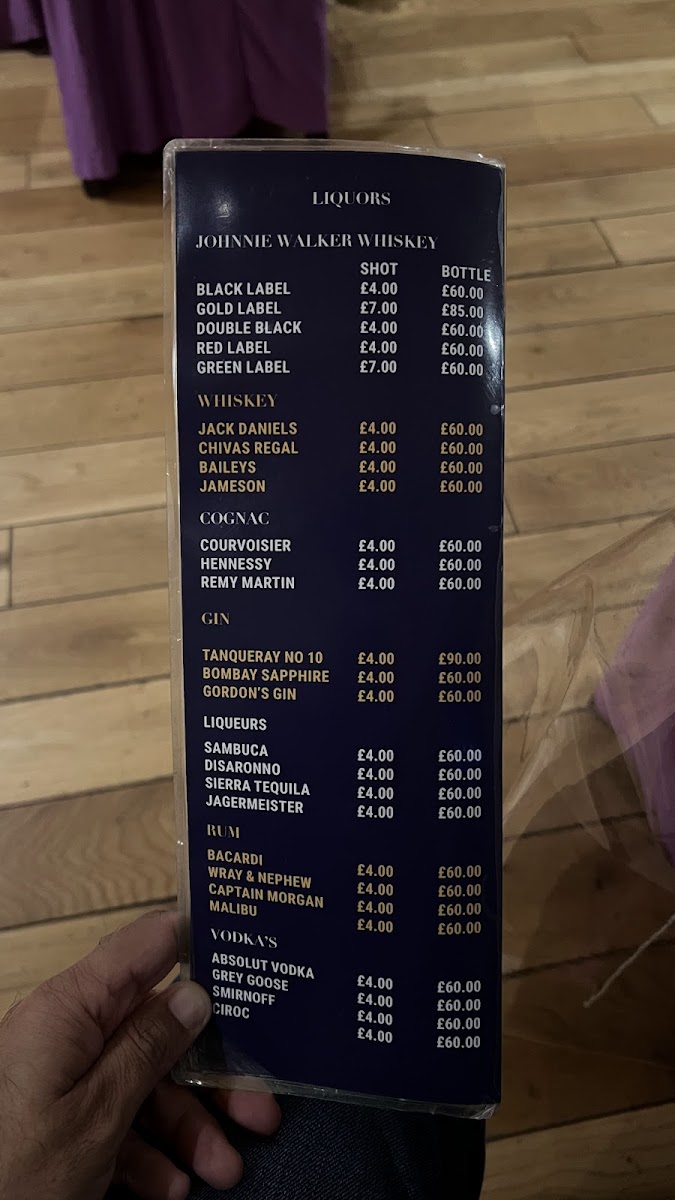 LIQUORS
JOHNNIE WALKER WHISKEY
SHOT BOTTLE
BLACK LABEL £4.00 £60.00
GOLD LABEL £7.00 £85.00
DOUBLE BLACK £4.00 £60.00
RED LABEL £4.00 £60.00
GREEN LABEL £7.00 £60.00
WHISKEY
JACK DANIELS £4.00 £60.00
CHIVAS REGAL £4.00 £60.00
BAILEYS £4.00 £60.00
JAMESON £4.00 £60.00
COGNAC
COURVOISIER £4.00 £60.00
HENNESSY £4.00 £60.00
REMY MARTIN £4.00 £60.00
GIN
TANQUERAY NO 10 £4.00 £90.00
BOMBAY SAPPHIRE £4.00 £60.00
GORDON'S GIN £4.00 £60.00
LIQUEURS
SAMBUCA £4.00 £60.00
DISARONNO £4.00 £60.00
SIERRA TEQUILA £4.00 £60.00
JAGERMEISTER £4.00 £60.00
RUM
BACARDI £4.00 £60.00
WRAY & NEPHEW £4.00 £60.00
CAPTAIN MORGAN £4.00 £60.00
MALIBU £4.00 £60.00
VODKA'S
ABSOLUT VODKA £4.00 £60.00
GREY GOOSE £4.00 £60.00
SMIRNOFF £4.00 £60.00
CIROC £4.00 £60.00